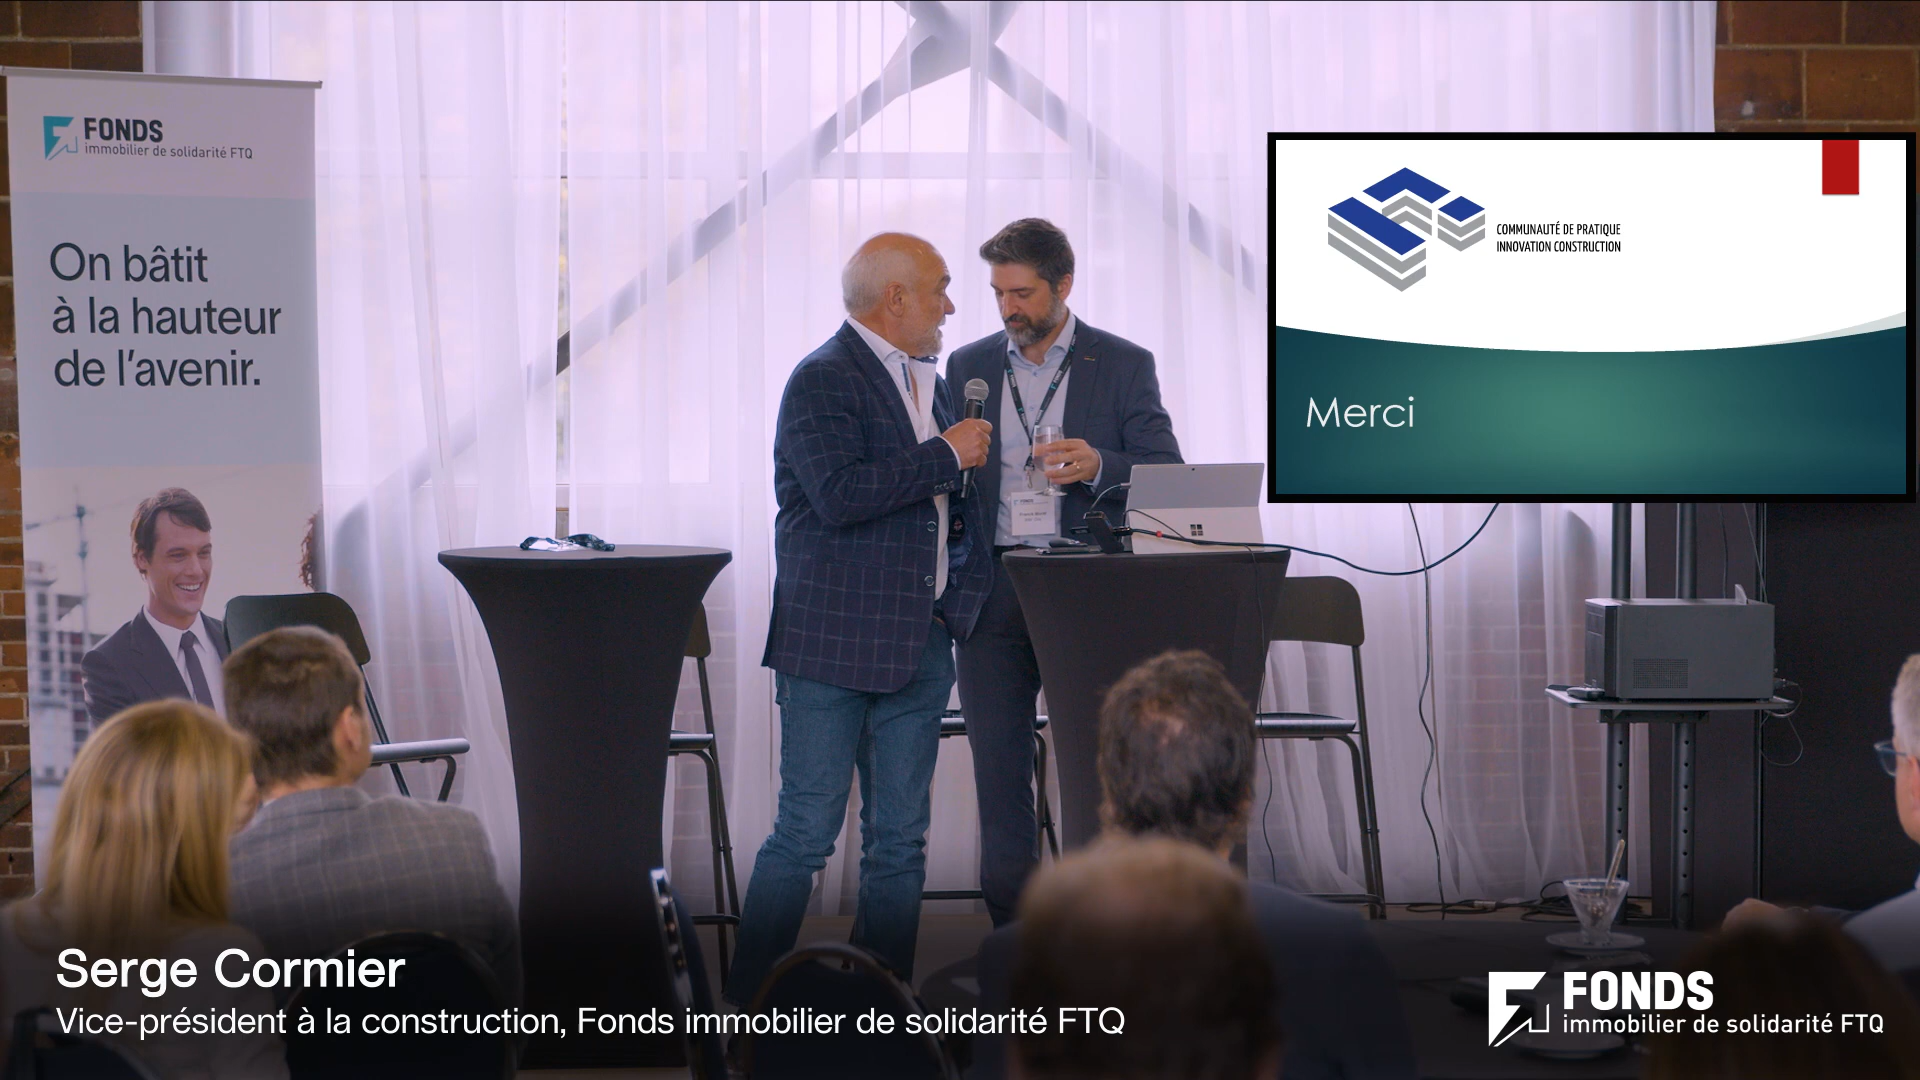 FONDS
immobilier de solidarité FTQ
On bâtit
à la hauteur
de l'avenir.
COMMUNAUTÉ DE PRATIQUE
INNOVATION CONSTRUCTION
Merci
FONDS
Serge Cormier
Vice-président à la construction, Fonds immobilier de solidarité FTQ
FONDS
immobilier de solidarité FTQ